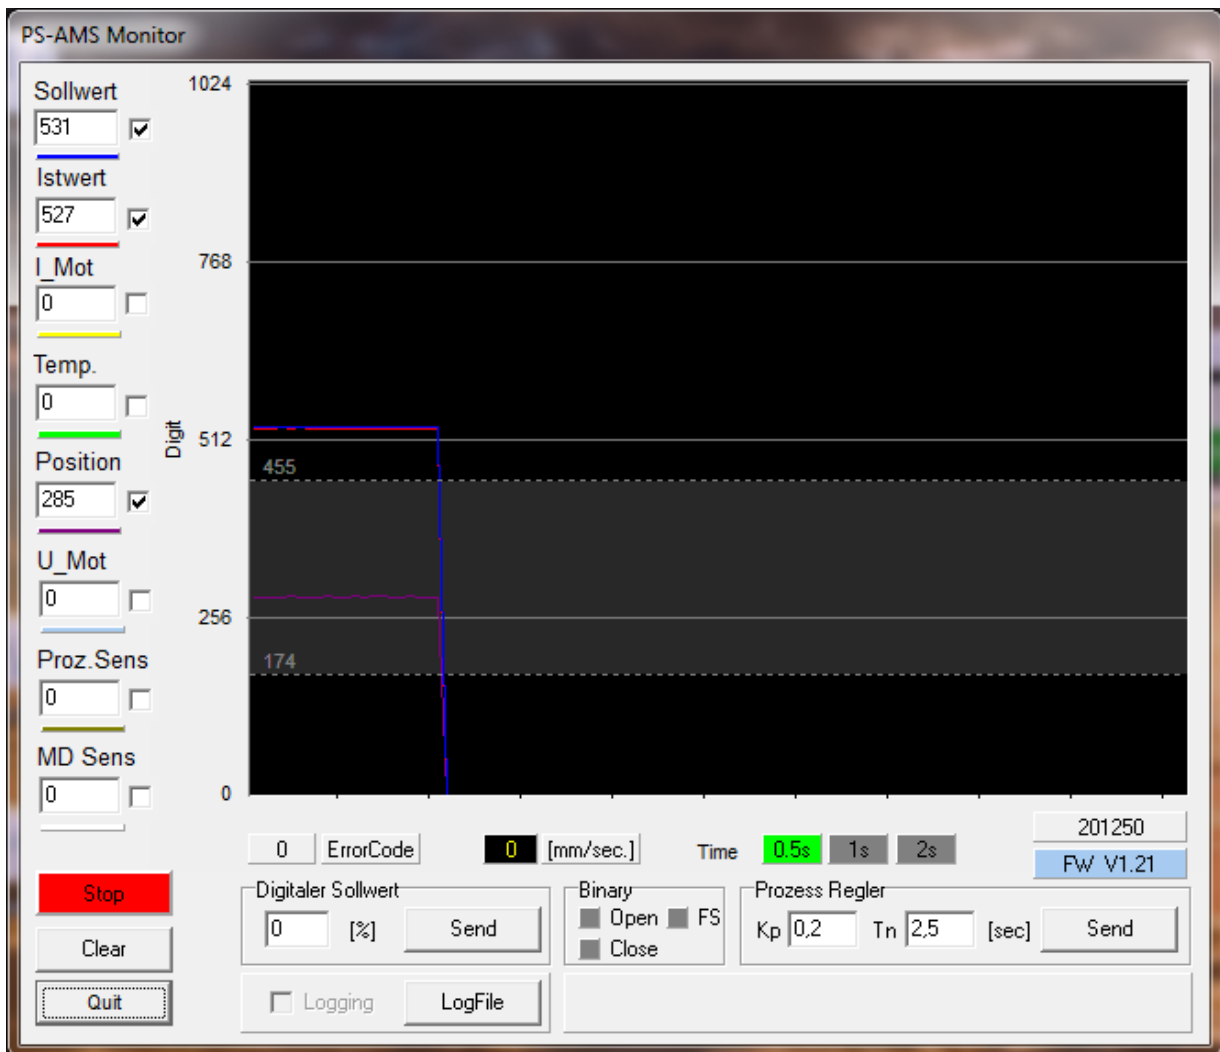 PS-AMS Monitor
Sollwert
531
Istwert
527
I_Mot
0
Temp.
0
Position
285
U_Mot
0
Proz.Sens
0
MD Sens
0
Stop
Clear
Quit
Digit
1024
768
512
455
256
174
0
0 ErrorCode 0 [mm/sec.] Time 0.5s 1s 2s
201250
FW V1.21
Digitaler Sollwert
0 [%] Send
Binary
Open FS
Close
Prozess Regler
Kp 0,2 Tn 2,5 [sec] Send
Logging LogFile